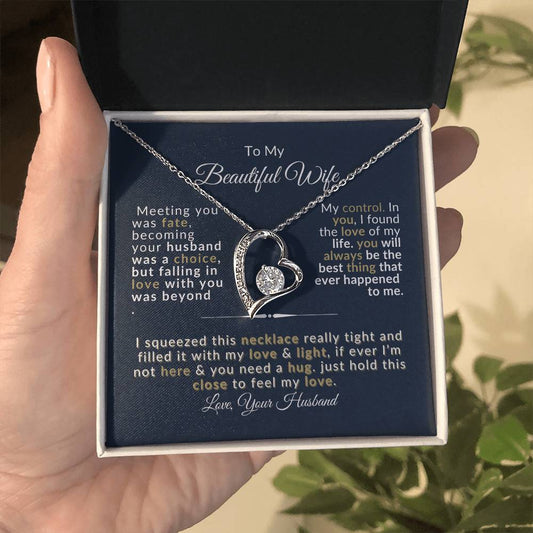 To My
Beautiful Wife
Meeting you
was fate,
becoming
your husband
was a choice,
but falling in
love with you
was beyond
.
My control. In
you, I found
the love of my
life. you will
always be the
best thing that
ever happened
to me.
I squeezed this necklace really tight and
filled it with my love & light, if ever I'm
not here & you need a hug. just hold this
close to feel my love.
Love, Your Husband